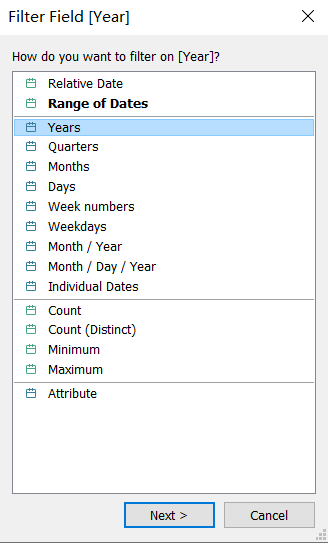 Filter Field [Year]
How do you want to filter on [Year]?
Relative Date
Range of Dates
Years
Quarters
Months
Days
Week numbers
Weekdays
Month / Year
Month / Day / Year
Individual Dates
Count
Count (Distinct)
Minimum
Maximum
Attribute
Next >
Cancel